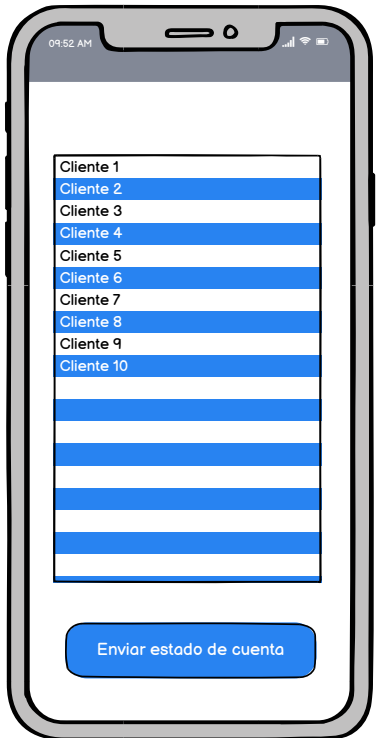 09:52 AM
Cliente 1
Cliente 2
Cliente 3
Cliente 4
Cliente 5
Cliente 6
Cliente 7
Cliente 8
Cliente 9
Cliente 10
Enviar estado de cuenta